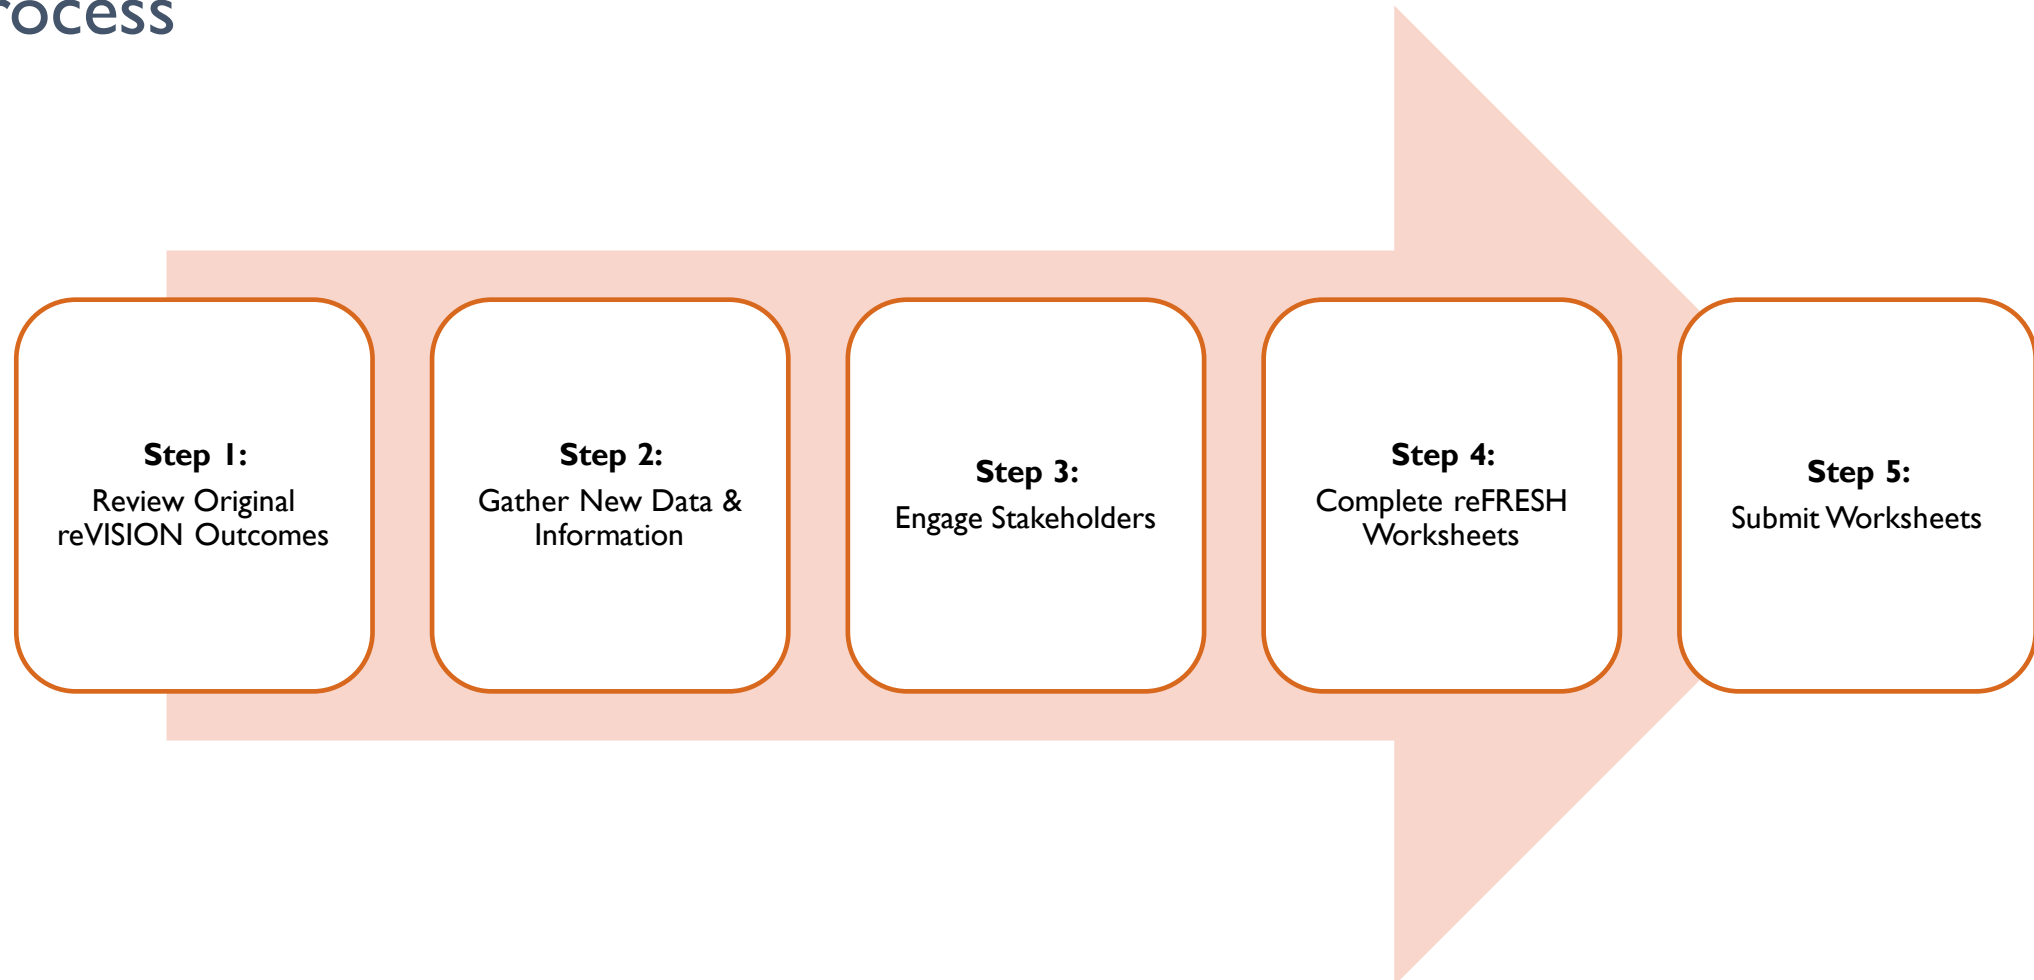 rocess
Step 1:
Review Original
reVISION Outcomes
Step 2:
Gather New Data &
Information
Step 3:
Engage Stakeholders
Step 4:
Complete reFRESH
Worksheets
Step 5:
Submit Worksheets